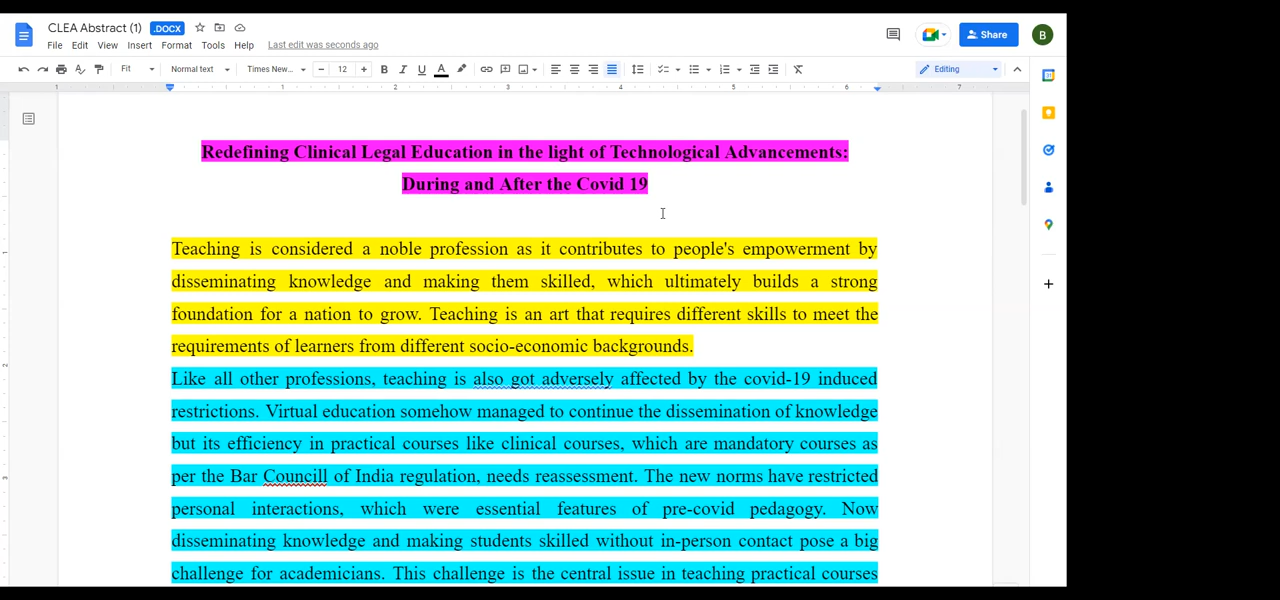 CLEA Abstract (1) .DOCX
File Edit View Insert Format Tools Help Last edit was seconds ago
Share B
Fit Normal text Times New... 12 B I U A Editing
1 1 2 3 4 5 6 7
Redefining Clinical Legal Education in the light of Technological Advancements:
During and After the Covid 19
Teaching is considered a noble profession as it contributes to people's empowerment by
disseminating knowledge and making them skilled, which ultimately builds a strong
foundation for a nation to grow. Teaching is an art that requires different skills to meet the
requirements of learners from different socio-economic backgrounds.
Like all other professions, teaching is also got adversely affected by the covid-19 induced
restrictions. Virtual education somehow managed to continue the dissemination of knowledge
but its efficiency in practical courses like clinical courses, which are mandatory courses as
per the Bar Councill of India regulation, needs reassessment. The new norms have restricted
personal interactions, which were essential features of pre-covid pedagogy. Now
disseminating knowledge and making students skilled without in-person contact pose a big
challenge for academicians. This challenge is the central issue in teaching practical courses